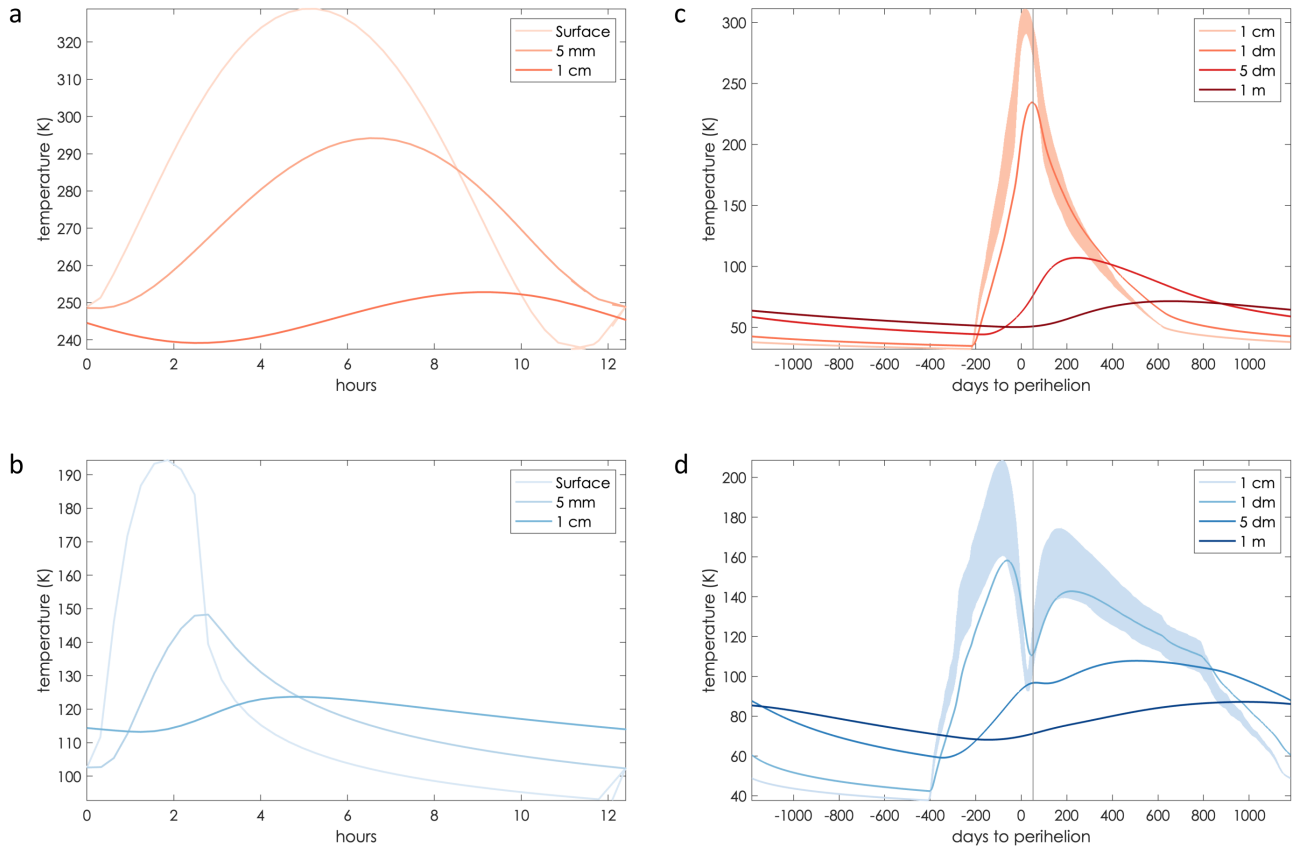 a
temperature (K)
330
320
310
300
290
280
270
260
250
240
0
2
4
6
8
10
12
hours
Surface
5 mm
1 cm
c
temperature (K)
300
250
200
150
100
50
-1000
-800
-600
-400
-200
0
200
400
600
800
1000
days to perihelion
1 cm
1 dm
5 dm
1 m
b
temperature (K)
190
180
170
160
150
140
130
120
110
100
0
2
4
6
8
10
12
hours
Surface
5 mm
1 cm
d
temperature (K)
200
180
160
140
120
100
80
60
40
-1000
-800
-600
-400
-200
0
200
400
600
800
1000
days to perihelion
1 cm
1 dm
5 dm
1 m